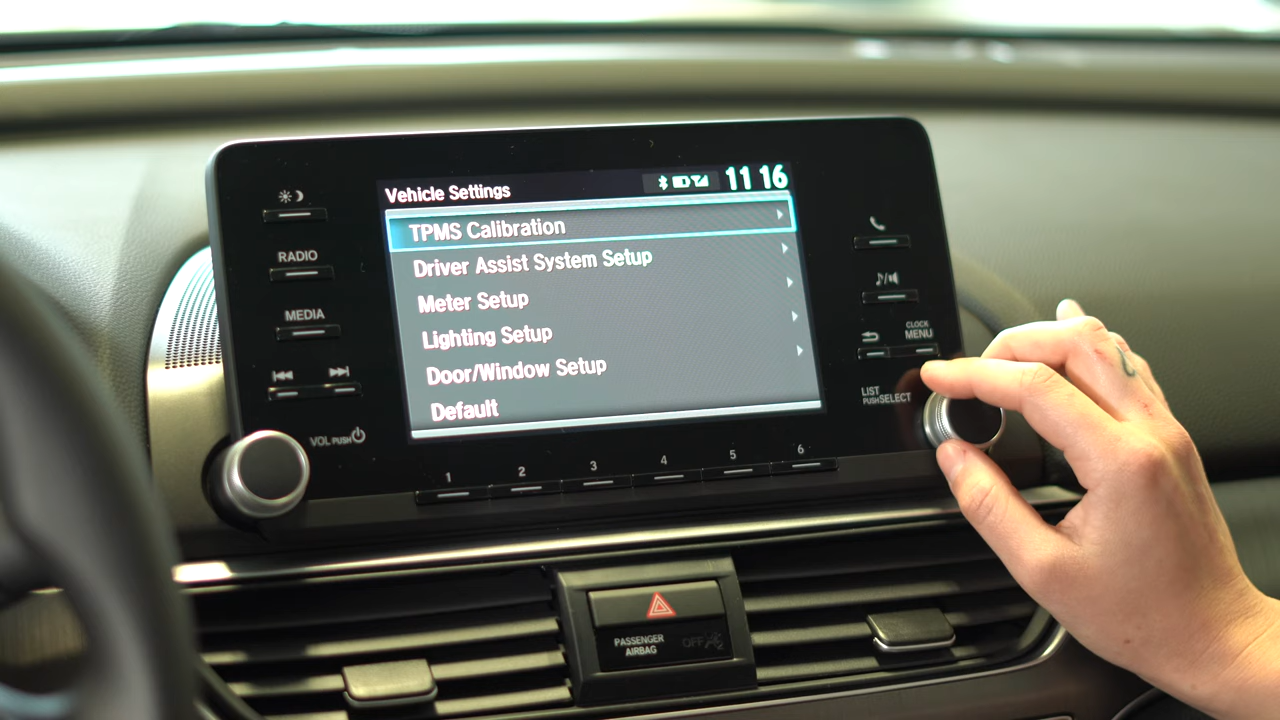 Vehicle Settings
11 16
TPMS Calibration
Driver Assist System Setup
Meter Setup
Lighting Setup
Door/Window Setup
Default
RADIO
MEDIA
VOL PUSH
CLOCK
MENU
LIST
PUSH SELECT
1 2 3 4 5 6
PASSENGER
AIRBAG
OFF